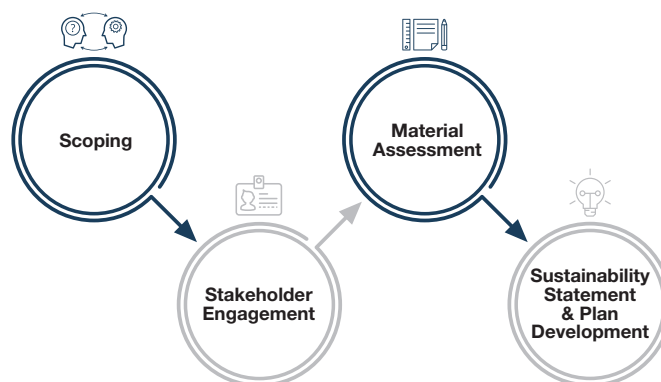 Scoping
Stakeholder
Engagement
Material
Assessment
Sustainability
Statement
& Plan
Development